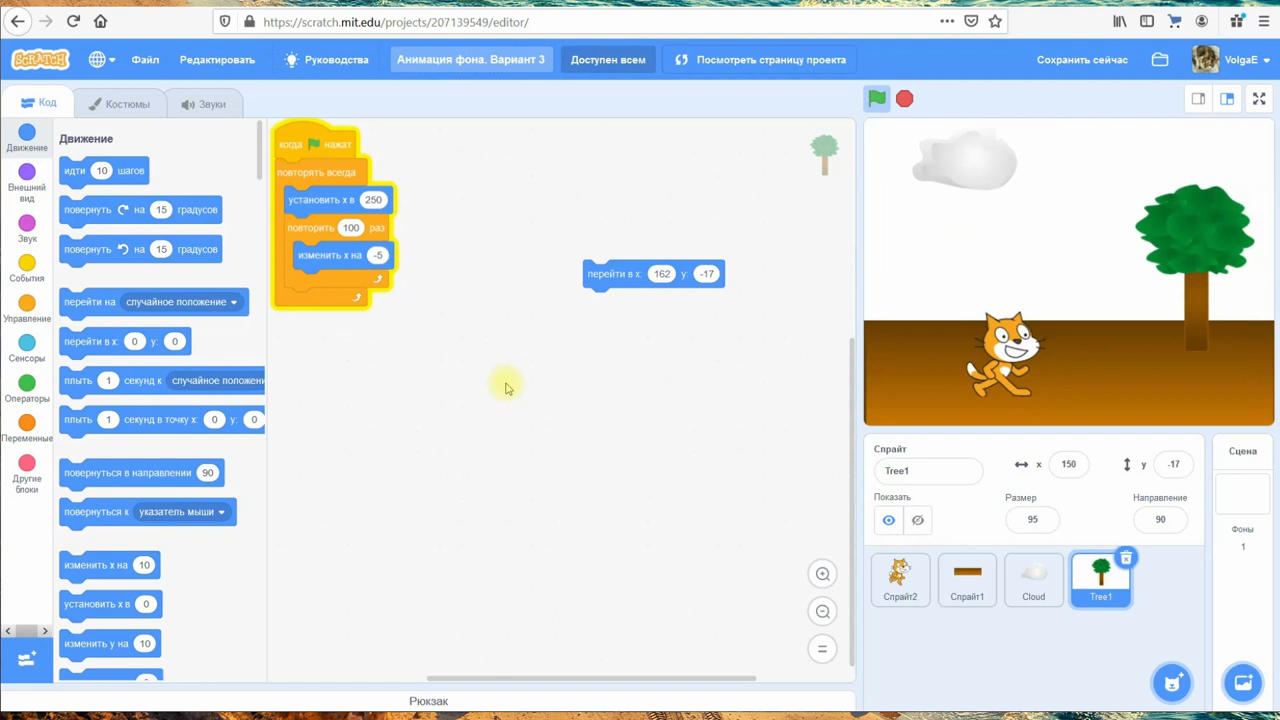 https://scratch.mit.edu/projects/207139549/editor/
SCRATCH
Файл
Редактировать
Руководства
Анимация фона. Вариант 3
Доступен всем
Посмотреть страницу проекта
Сохранить сейчас
VolgaE
Код
Костюмы
Звуки
Движение
Внешний вид
Звук
События
Управление
Сенсоры
Операторы
Переменные
Другие блоки
Движение
идти 10 шагов
повернуть на 15 градусов
повернуть на 15 градусов
перейти на случайное положение
перейти в x: 0 y: 0
плыть 1 секунд к случайное положени
плыть 1 секунд в точку x: 0 y: 0
повернуться в направлении 90
повернуться к указатель мыши
изменить x на 10
установить x в 0
изменить y на 10
когда нажат
повторять всегда
установить x в 250
повторить 100 раз
изменить x на -5
перейти в x: 162 y: -17
Рюкзак
Спрайт
Tree1
x 150
y -17
Показать
Размер
95
Направление
90
Спрайт2
Спрайт1
Cloud
Tree1
Сцена
Фоны
1